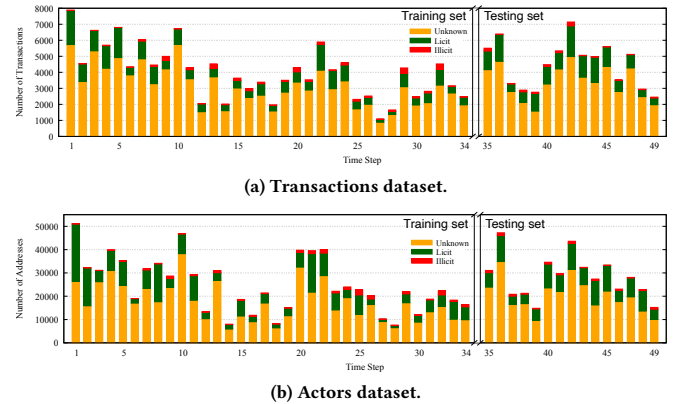 8000
7000
6000
5000
4000
3000
2000
1000
0
Number of Transactions
Training set
Unknown
Licit
Illicit
Testing set
1 5 10 15 20 25 30 34 35 40 45 49
Time Step
(a) Transactions dataset.
50000
40000
30000
20000
10000
0
Number of Addresses
Training set
Unknown
Licit
Illicit
Testing set
1 5 10 15 20 25 30 34 35 40 45 49
Time Step
(b) Actors dataset.